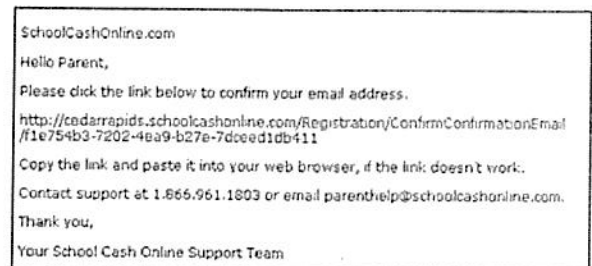 SchoolCashOnline.com
Hello Parent,
Please click the link below to confirm your email address.
http://cedarrapids.schoolcashonline.com/Registration/ConfirmConfirmationEmail
/f1e754b3-7202-4ea9-b27e-7dceed1db411
Copy the link and paste it into your web browser, if the link doesn't work.
Contact support at 1.866.961.1803 or email parenthelp@schoolcashonline.com.
Thank you,
Your School Cash Online Support Team